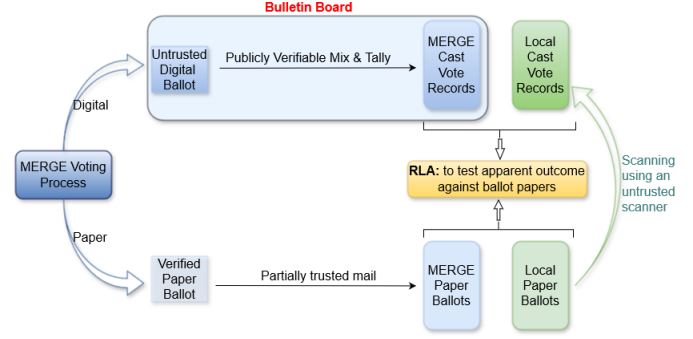 Bulletin Board
Untrusted
Digital
Ballot
Publicly Verifiable Mix & Tally
MERGE
Cast
Vote
Records
Local
Cast
Vote
Records
Digital
MERGE Voting
Process
RLA: to test apparent outcome
against ballot papers
Scanning
using an
untrusted
scanner
Paper
Verified
Paper
Ballot
Partially trusted mail
MERGE
Paper
Ballots
Local
Paper
Ballots